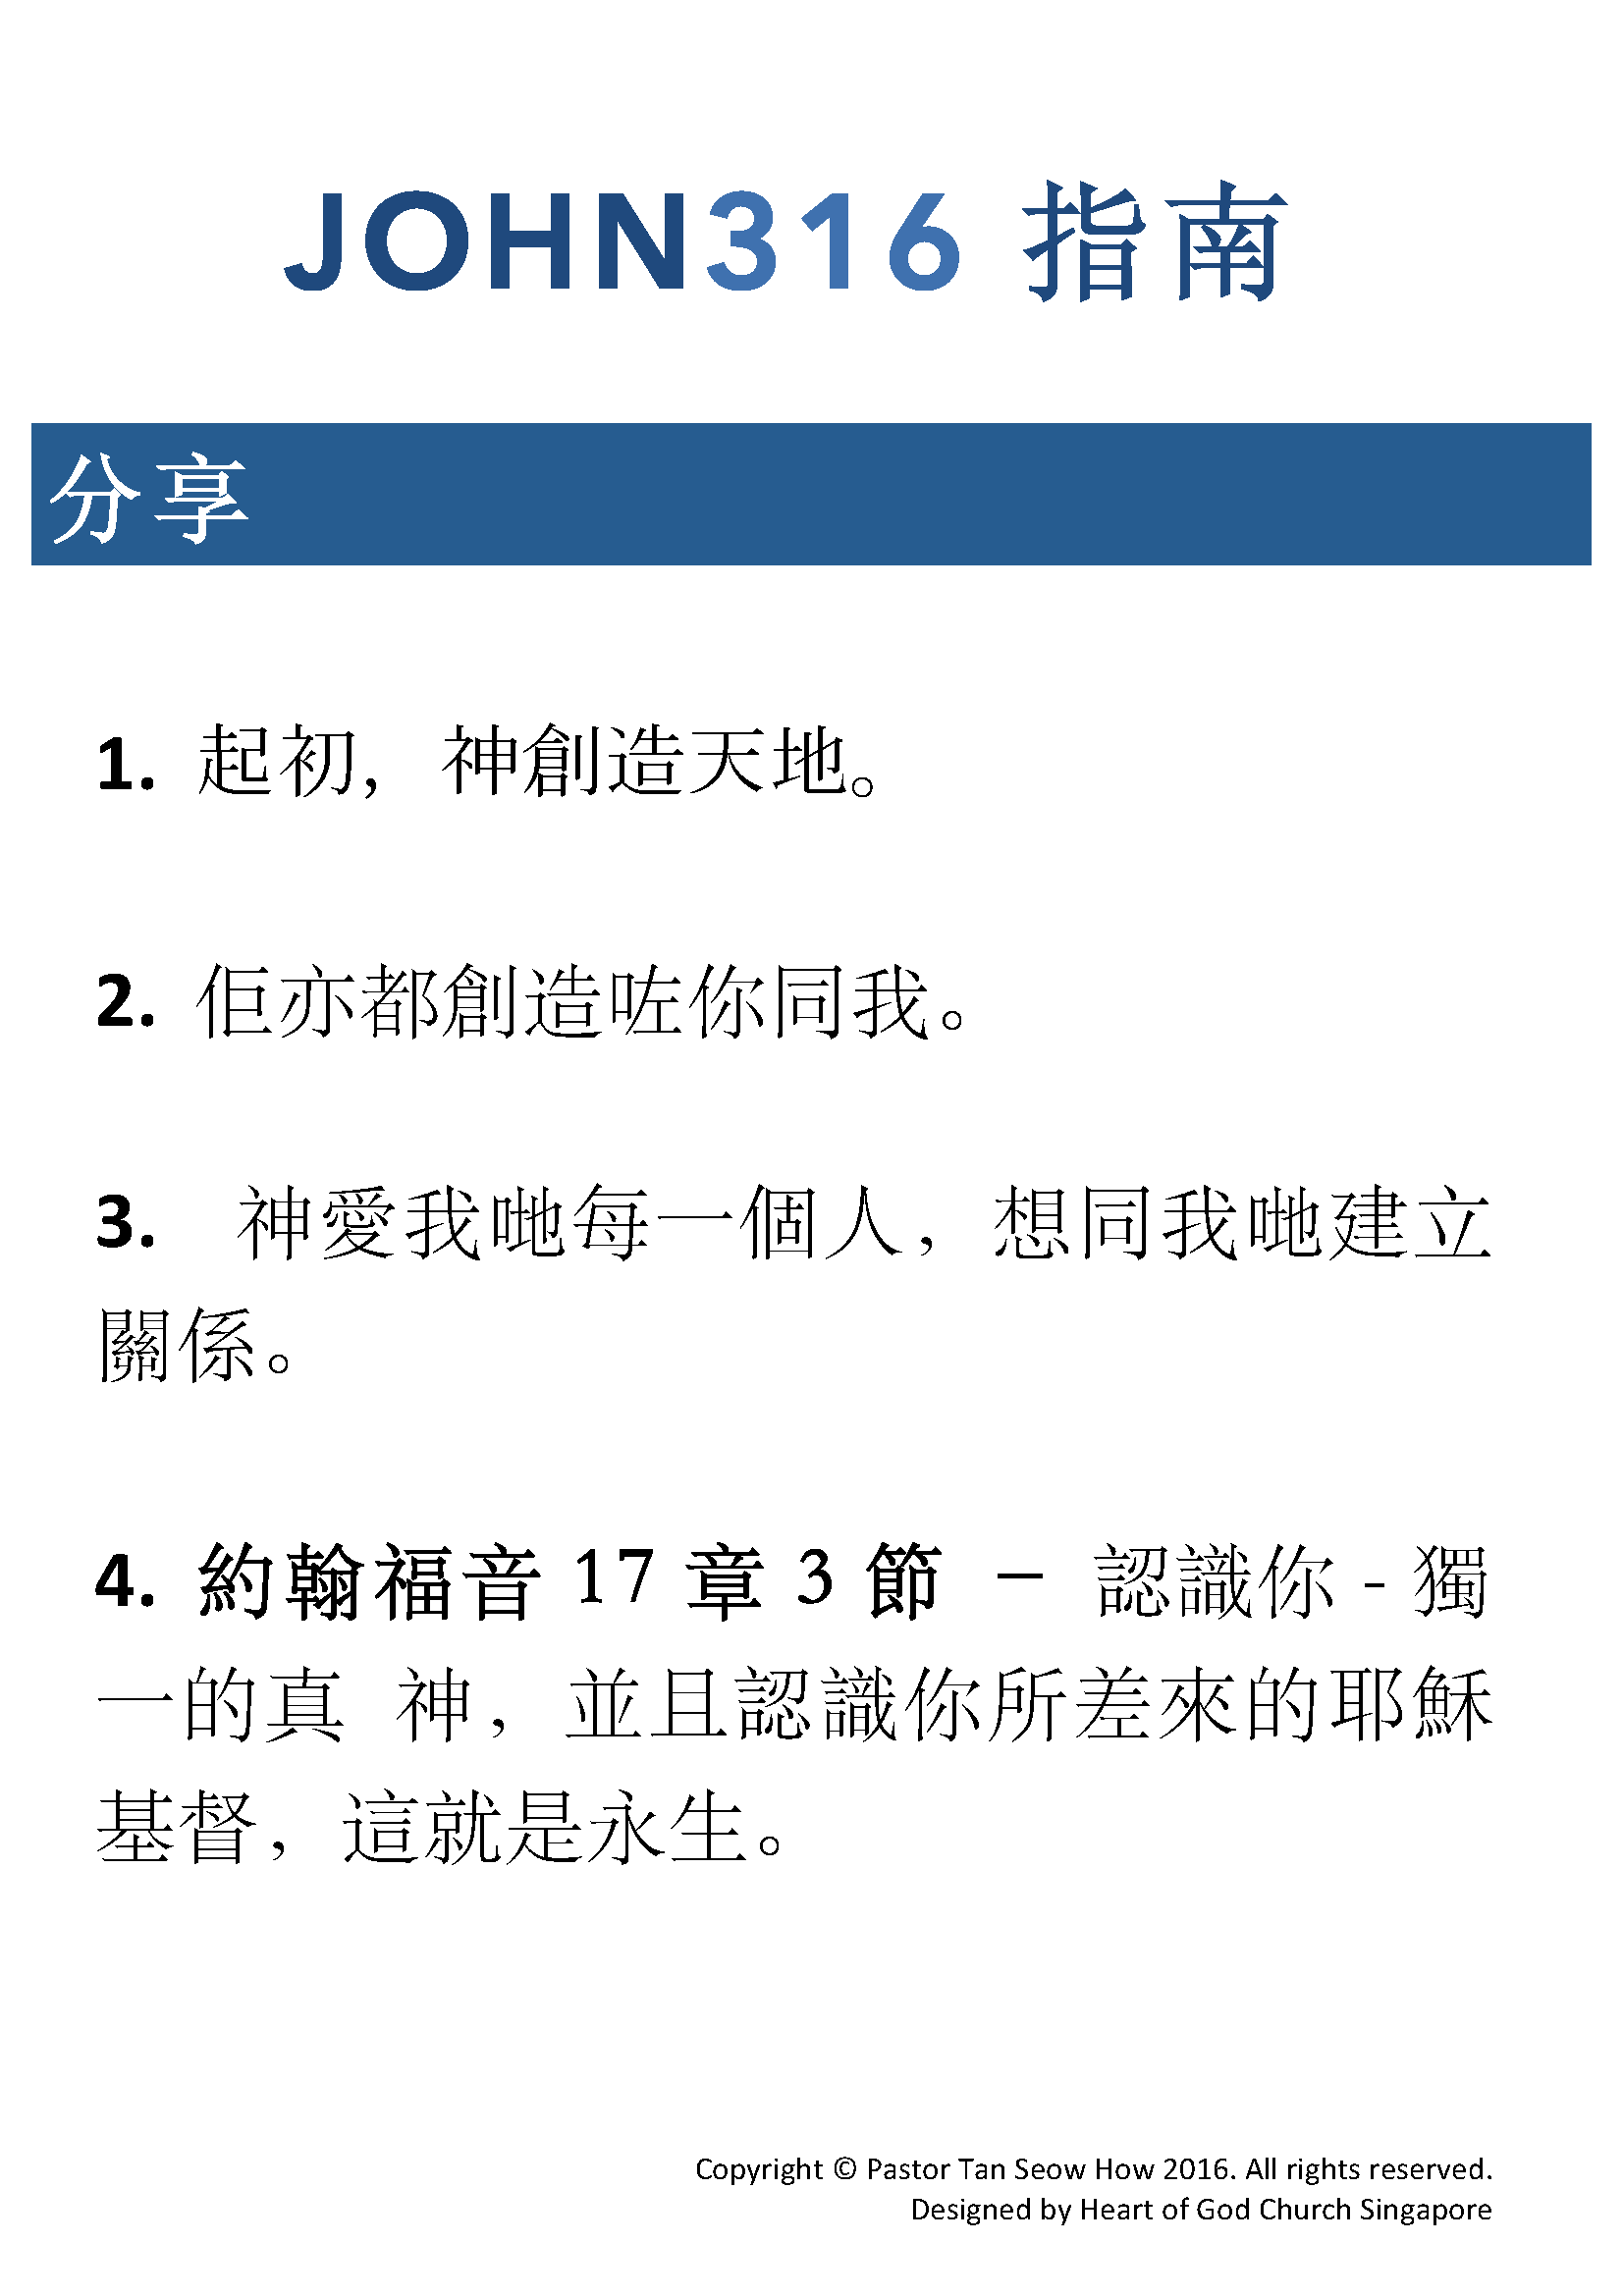 JOHN316 指南
分享
1. 起初, 神創造天地。
2. 佢亦都創造咗你同我。
3. 神愛我哋每一個人, 想同我哋建立
關係。
4. 約翰福音 17 章 3 節 – 認識你 - 獨
一的真 神, 並且認識你所差來的耶穌
基督, 這就是永生。
Copyright © Pastor Tan Seow How 2016. All rights reserved.
Designed by Heart of God Church Singapore